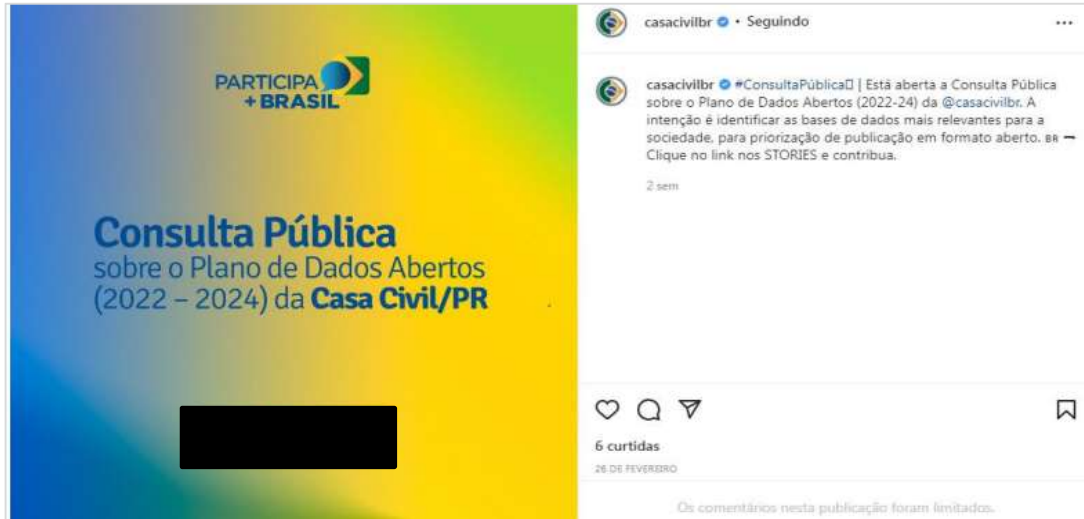 PARTICIPA
+ BRASIL
Consulta Pública
sobre o Plano de Dados Abertos
(2022 – 2024) da Casa Civil/PR
casacivilbr • Seguindo
casacivilbr #ConsultaPública▯ | Está aberta a Consulta Pública
sobre o Plano de Dados Abertos (2022-24) da @casacivilbr. A
intenção é identificar as bases de dados mais relevantes para a
sociedade, para priorização de publicação em formato aberto. BR ➖
Clique no link nos STORIES e contribua.
2 sem
6 curtidas
26 DE FEVEREIRO
Os comentários nesta publicação foram limitados.